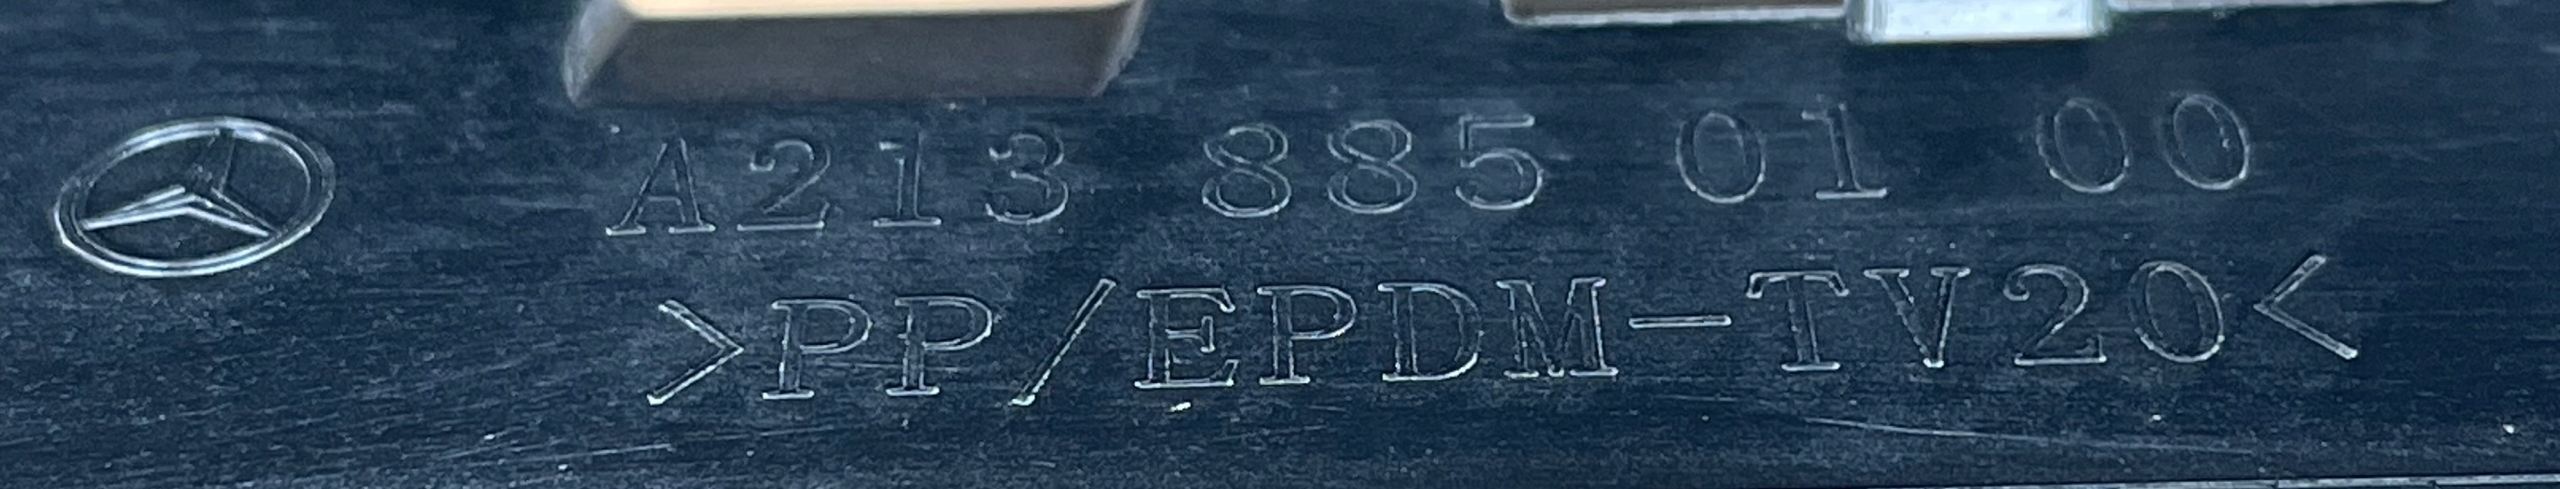 A213 885 01 00
>PP/EPDM-TV20<